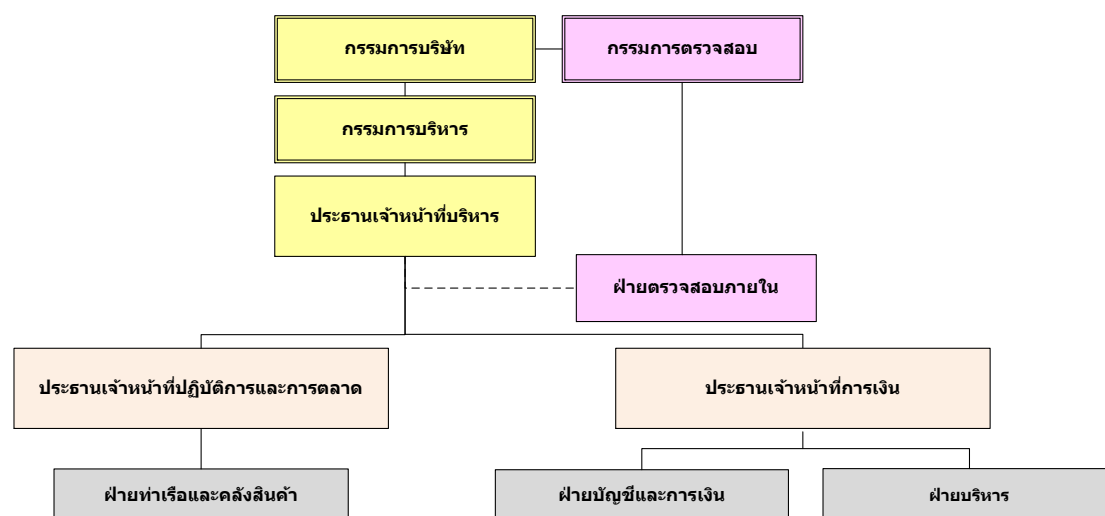 กรรมการบริษัท
กรรมการตรวจสอบ
กรรมการบริหาร
ประธานเจ้าหน้าที่บริหาร
ฝ่ายตรวจสอบภายใน
ประธานเจ้าหน้าที่ปฏิบัติการและการตลาด
ประธานเจ้าหน้าที่การเงิน
ฝ่ายท่าเรือและคลังสินค้า
ฝ่ายบัญชีและการเงิน
ฝ่ายบริหาร